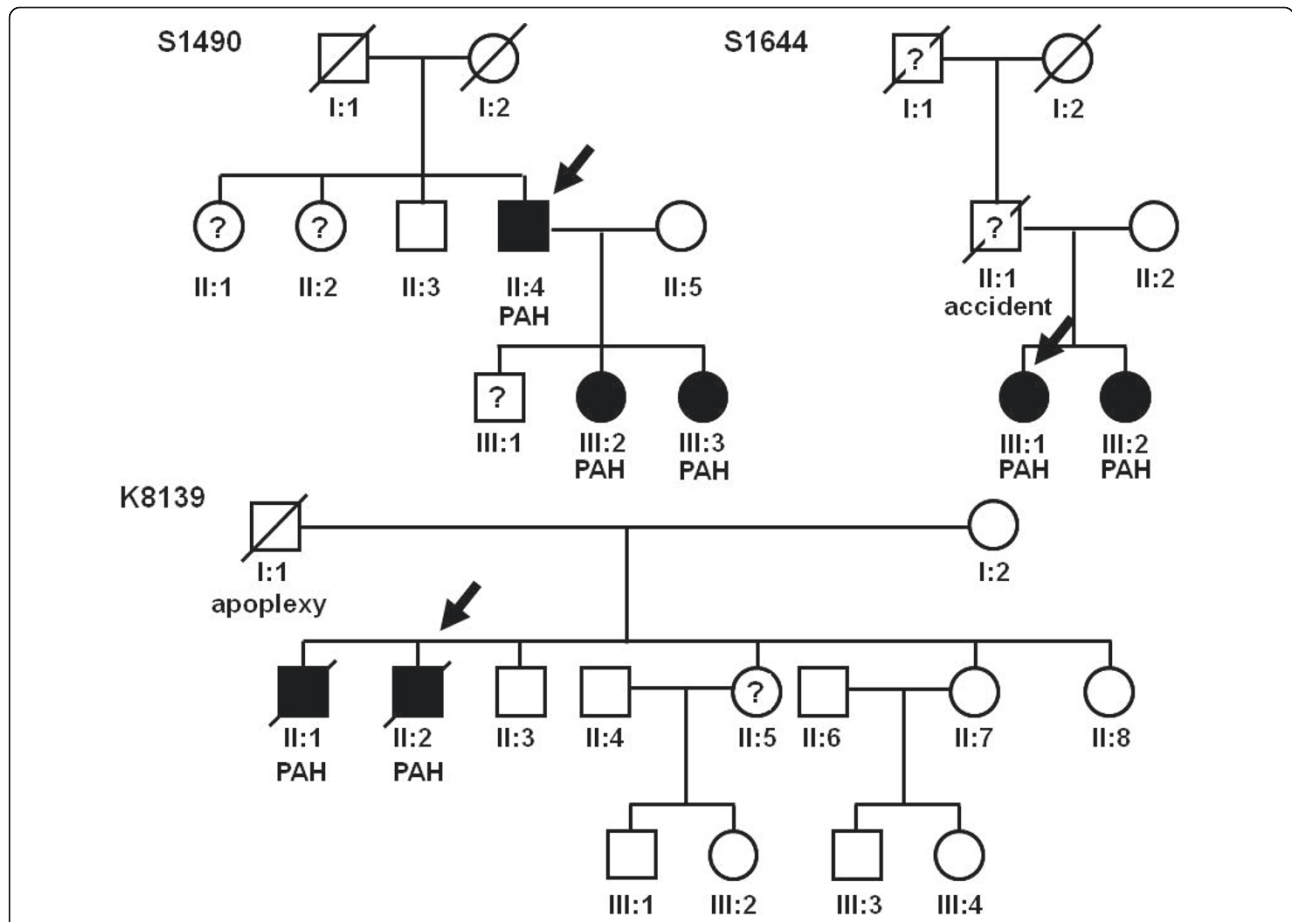 S1490
I:1 I:2
? ?
II:1 II:2 II:3 II:4 II:5
PAH
?
III:1 III:2 III:3
PAH PAH
S1644
?
I:1 I:2
?
II:1 II:2
accident
III:1 III:2
PAH PAH
K8139
I:1 I:2
apoplexy
?
II:1 II:2 II:3 II:4 II:5 II:6 II:7 II:8
PAH PAH
III:1 III:2 III:3 III:4